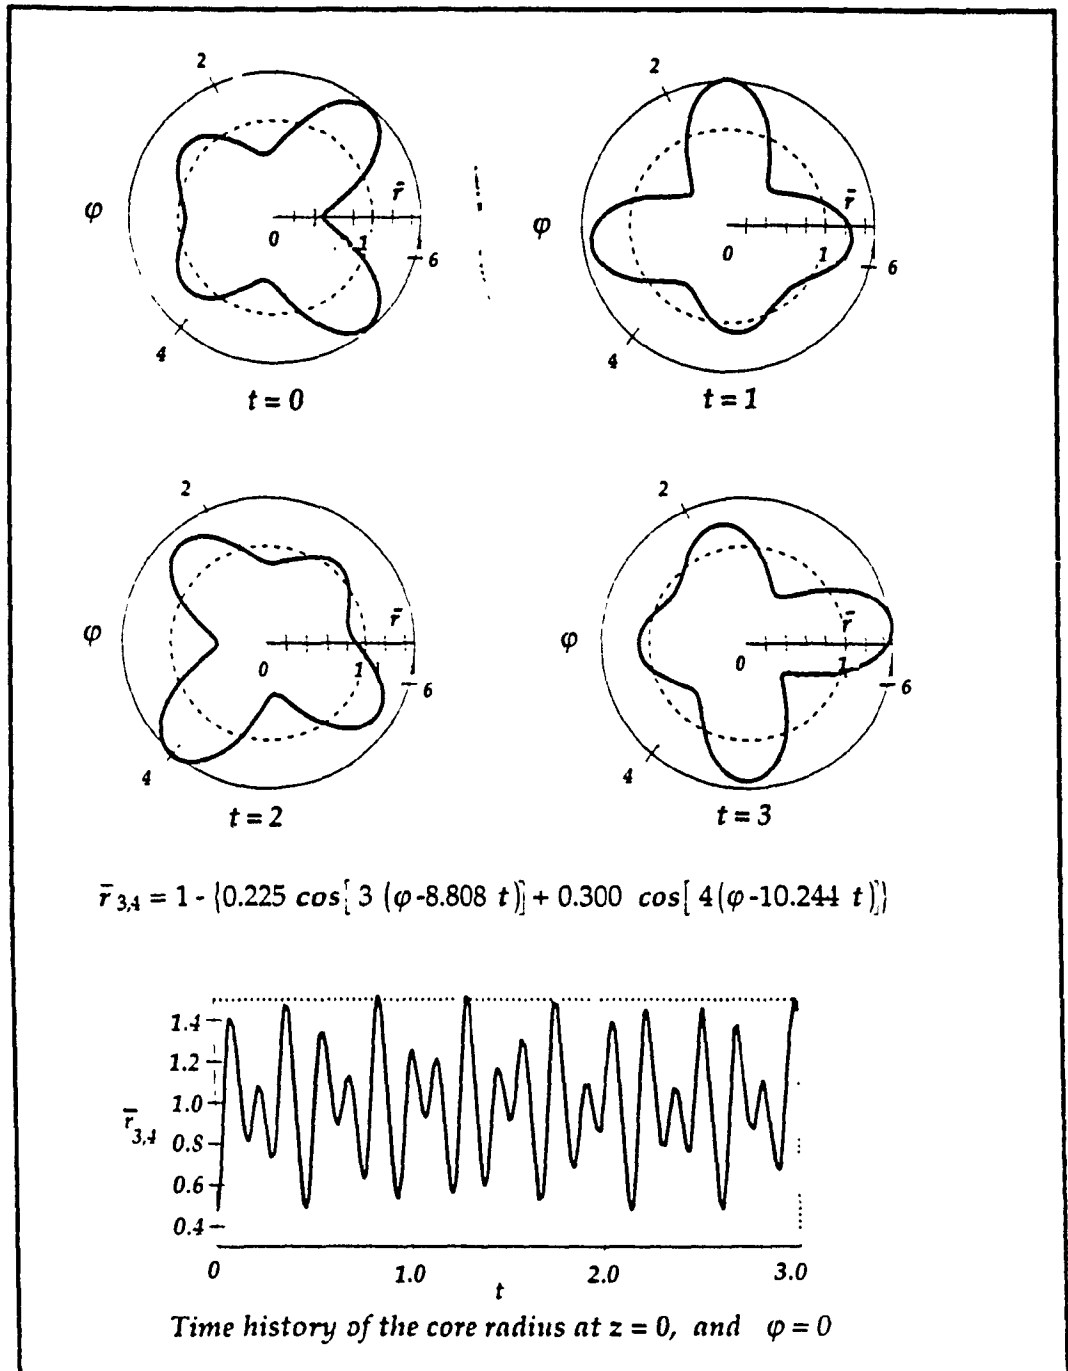 2
2
φ
r̄
0
1
6
4
t = 0
φ
r̄
0
1
6
4
t = 1
2
2
φ
r̄
0
1
6
4
t = 2
φ
r̄
0
1
6
4
t = 3
r̄ 3,4 = 1 - {0.225 cos[ 3 (φ-8.808 t)] + 0.300 cos[ 4(φ-10.244 t)]}
1.4
1.2
1.0
r̄ 3,4
0.8
0.6
0.4
0 1.0 2.0 3.0
t
Time history of the core radius at z = 0, and φ = 0